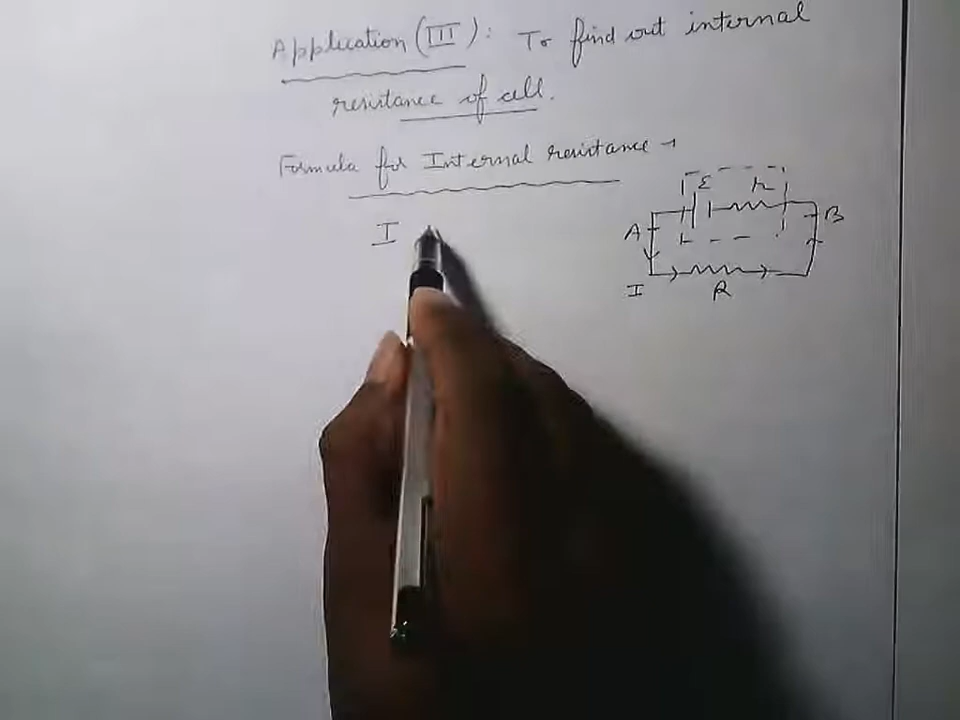 Application (III): To find out internal
resistance of cell.
Formula for Internal resistance →
I
ε r
A B
I R